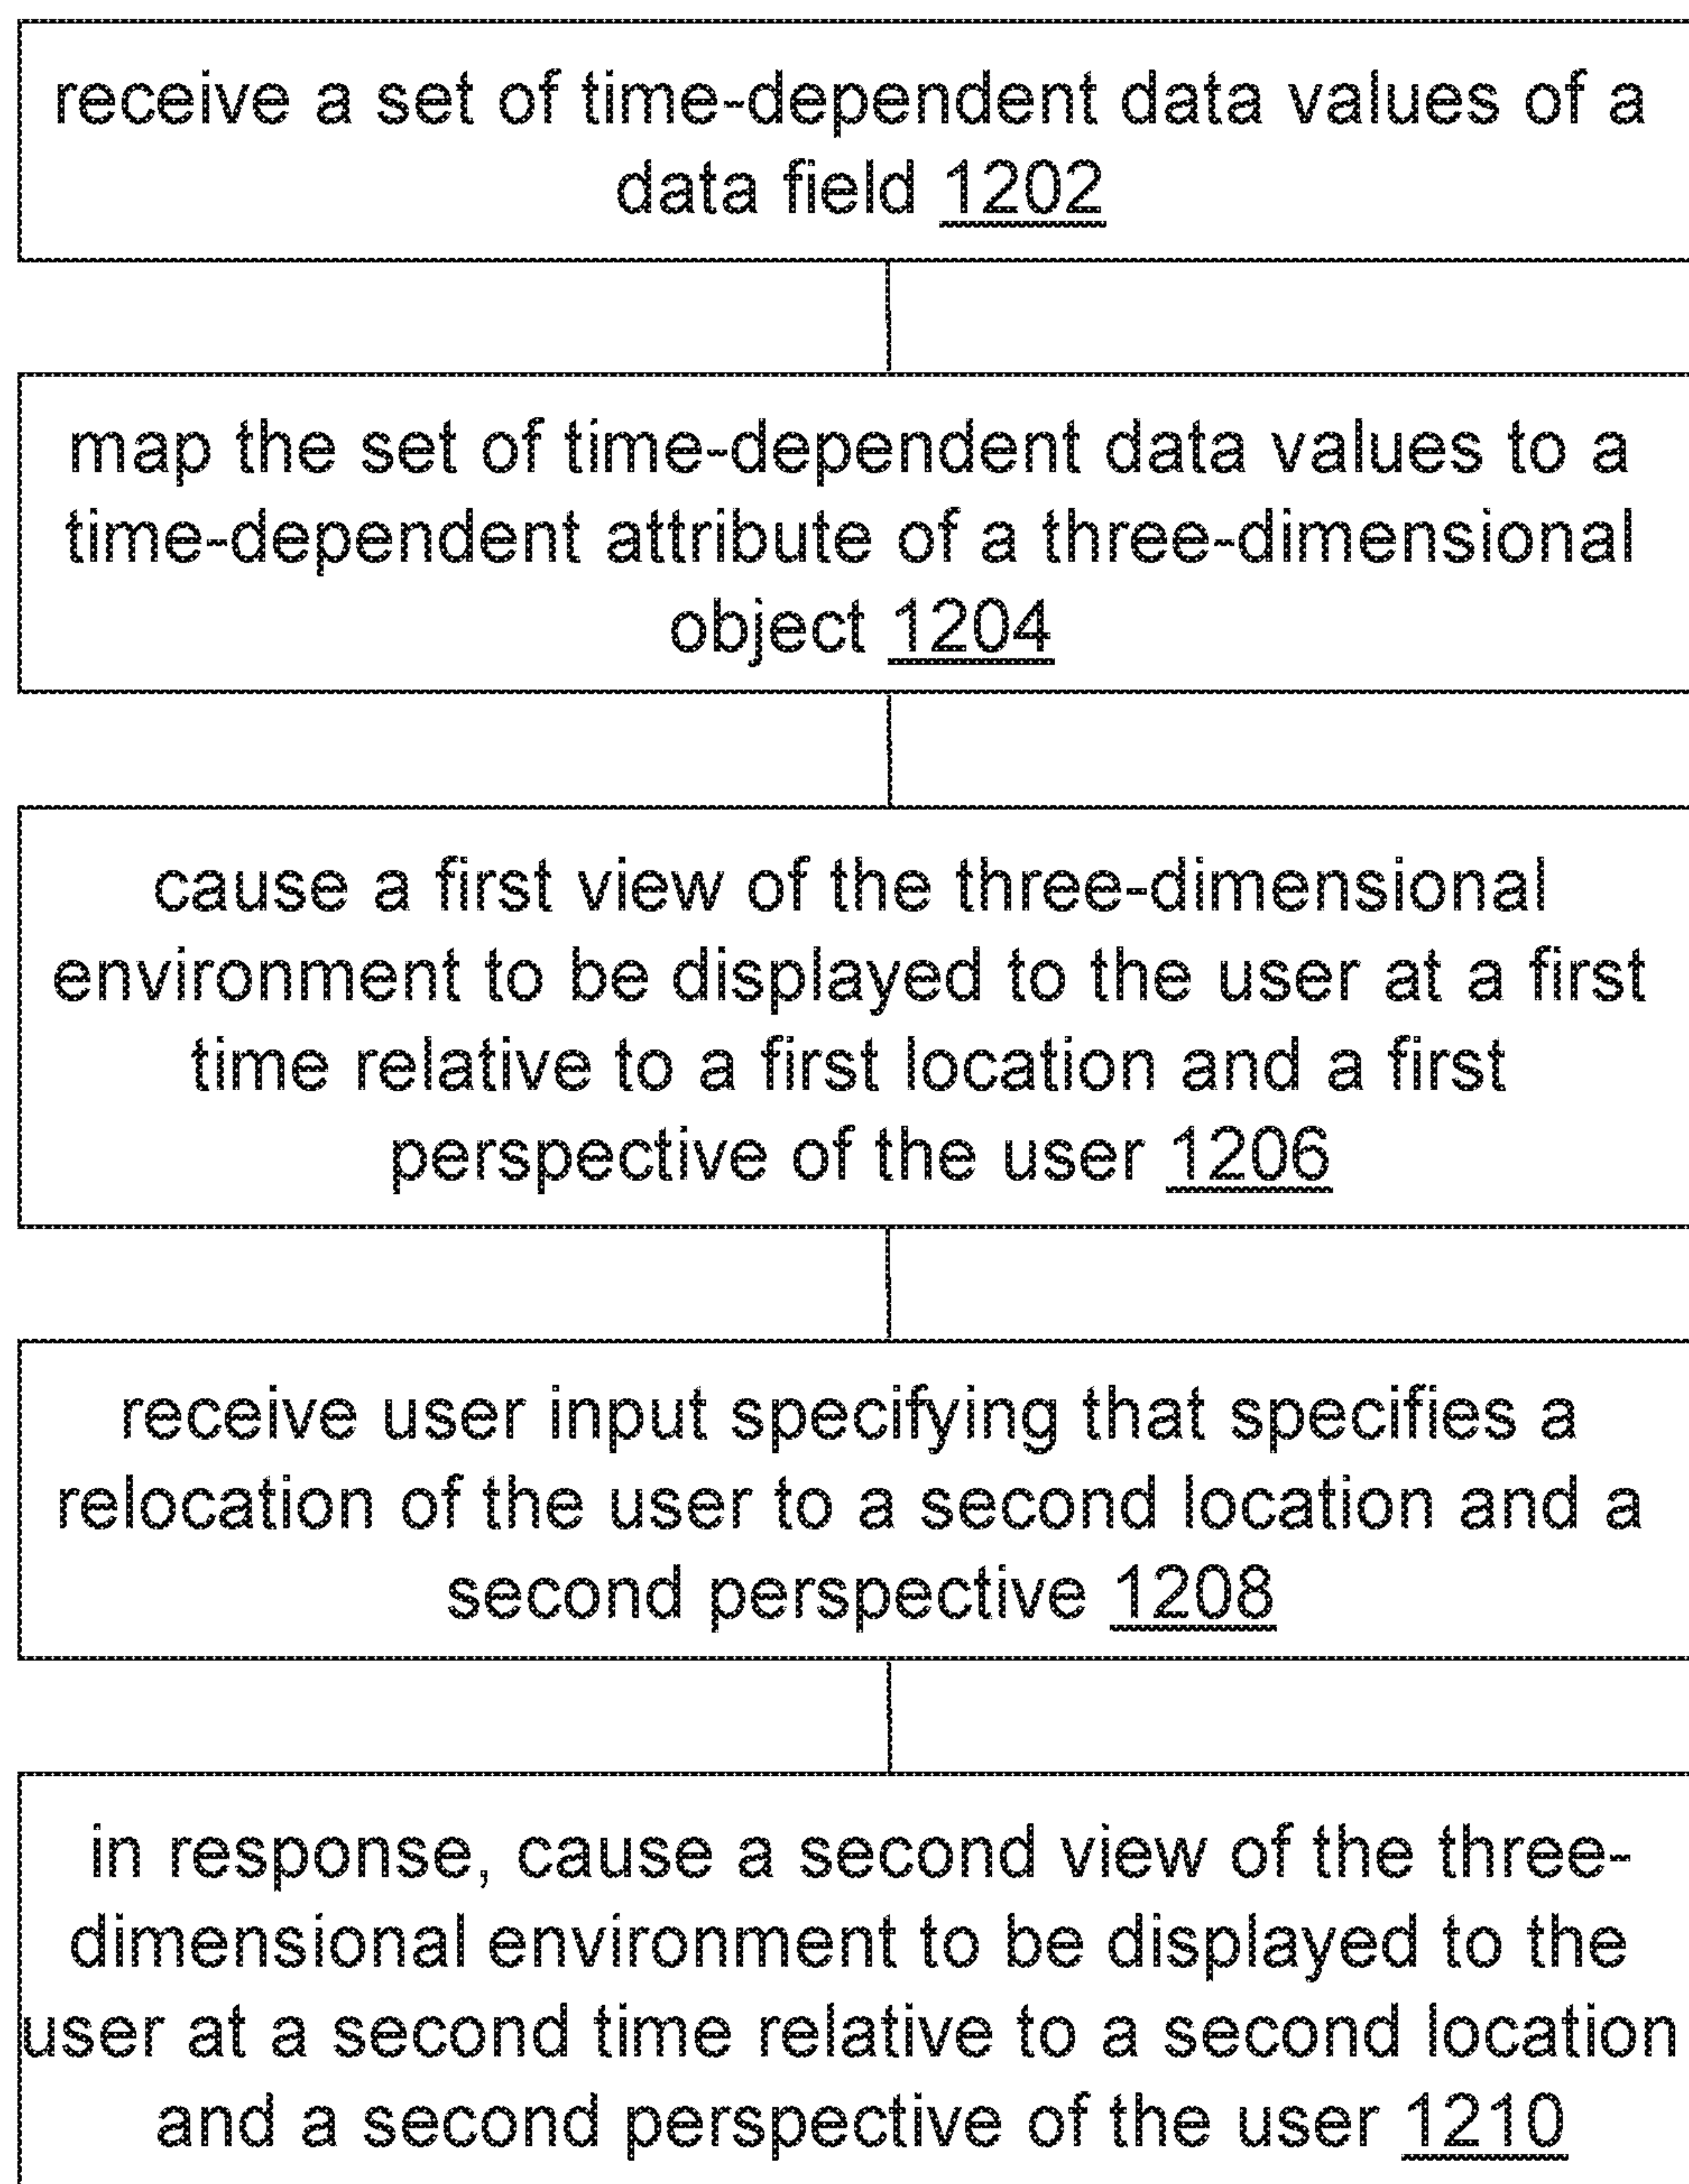 receive a set of time-dependent data values of a
data field 1202
map the set of time-dependent data values to a
time-dependent attribute of a three-dimensional
object 1204
cause a first view of the three-dimensional
environment to be displayed to the user at a first
time relative to a first location and a first
perspective of the user 1206
receive user input specifying that specifies a
relocation of the user to a second location and a
second perspective 1208
in response, cause a second view of the three-
dimensional environment to be displayed to the
user at a second time relative to a second location
and a second perspective of the user 1210